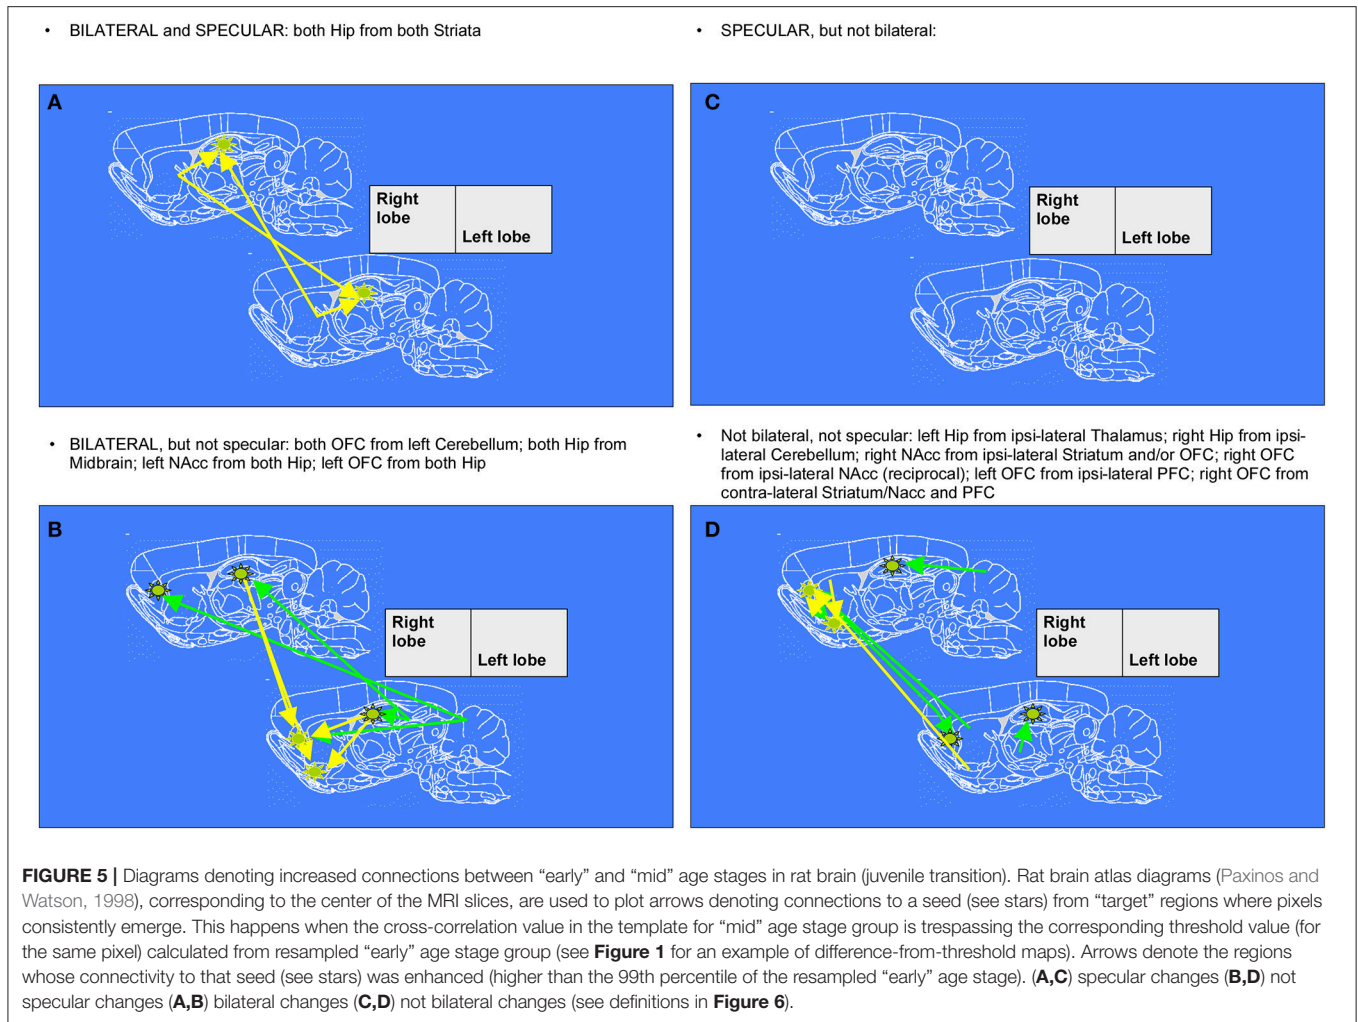 • BILATERAL and SPECULAR: both Hip from both Striata
• SPECULAR, but not bilateral:
A
Right
lobe
Left lobe
C
Right
lobe
Left lobe
• BILATERAL, but not specular: both OFC from left Cerebellum; both Hip from
Midbrain; left NAcc from both Hip; left OFC from both Hip
• Not bilateral, not specular: left Hip from ipsi-lateral Thalamus; right Hip from ipsi-
lateral Cerebellum; right NAcc from ipsi-lateral Striatum and/or OFC; right OFC
from ipsi-lateral NAcc (reciprocal); left OFC from ipsi-lateral PFC; right OFC from
contra-lateral Striatum/Nacc and PFC
B
Right
lobe
Left lobe
D
Right
lobe
Left lobe
FIGURE 5 | Diagrams denoting increased connections between “early” and “mid” age stages in rat brain (juvenile transition). Rat brain atlas diagrams (Paxinos and
Watson, 1998), corresponding to the center of the MRI slices, are used to plot arrows denoting connections to a seed (see stars) from “target” regions where pixels
consistently emerge. This happens when the cross-correlation value in the template for “mid” age stage group is trespassing the corresponding threshold value (for
the same pixel) calculated from resampled “early” age stage group (see Figure 1 for an example of difference-from-threshold maps). Arrows denote the regions
whose connectivity to that seed (see stars) was enhanced (higher than the 99th percentile of the resampled “early” age stage). (A,C) specular changes (B,D) not
specular changes (A,B) bilateral changes (C,D) not bilateral changes (see definitions in Figure 6).